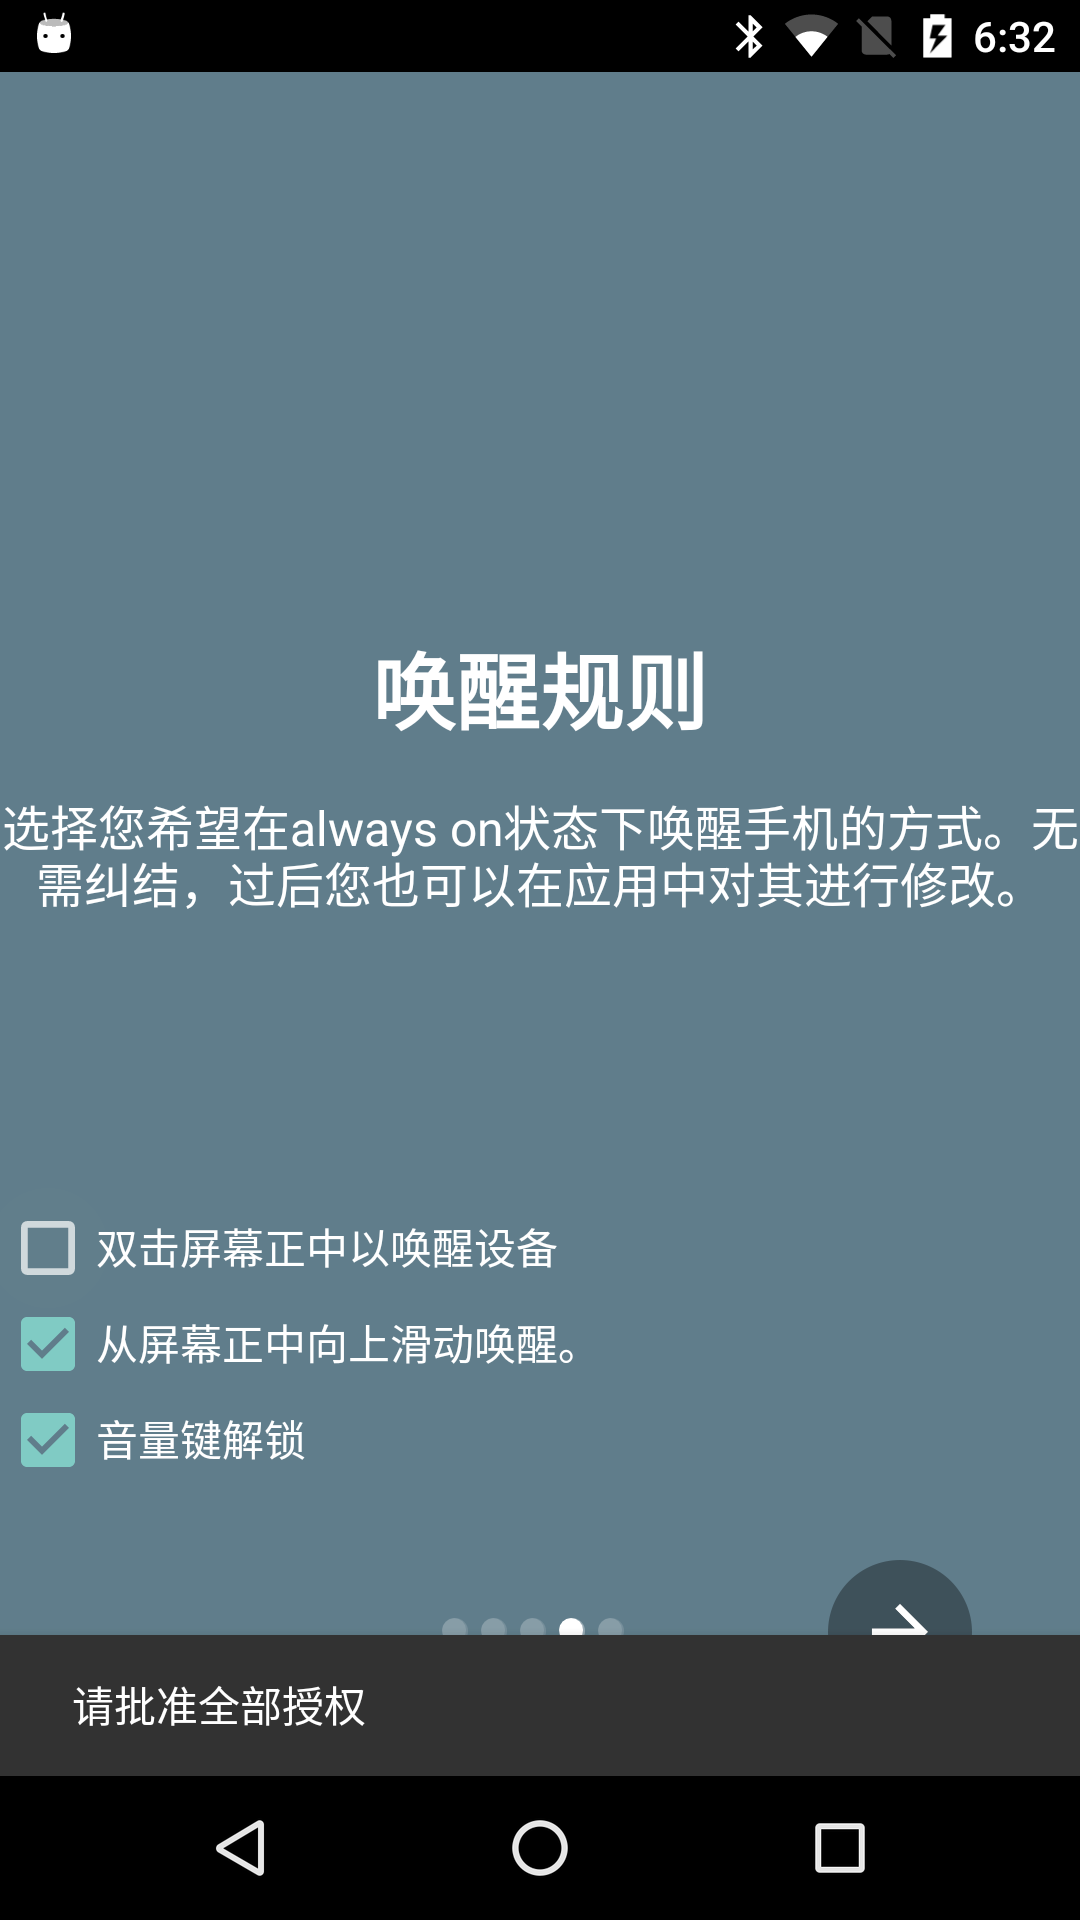 6:32
唤醒规则
选择您希望在always on状态下唤醒手机的方式。无
需纠结，过后您也可以在应用中对其进行修改。
双击屏幕正中以唤醒设备
从屏幕正中向上滑动唤醒。
音量键解锁
请批准全部授权